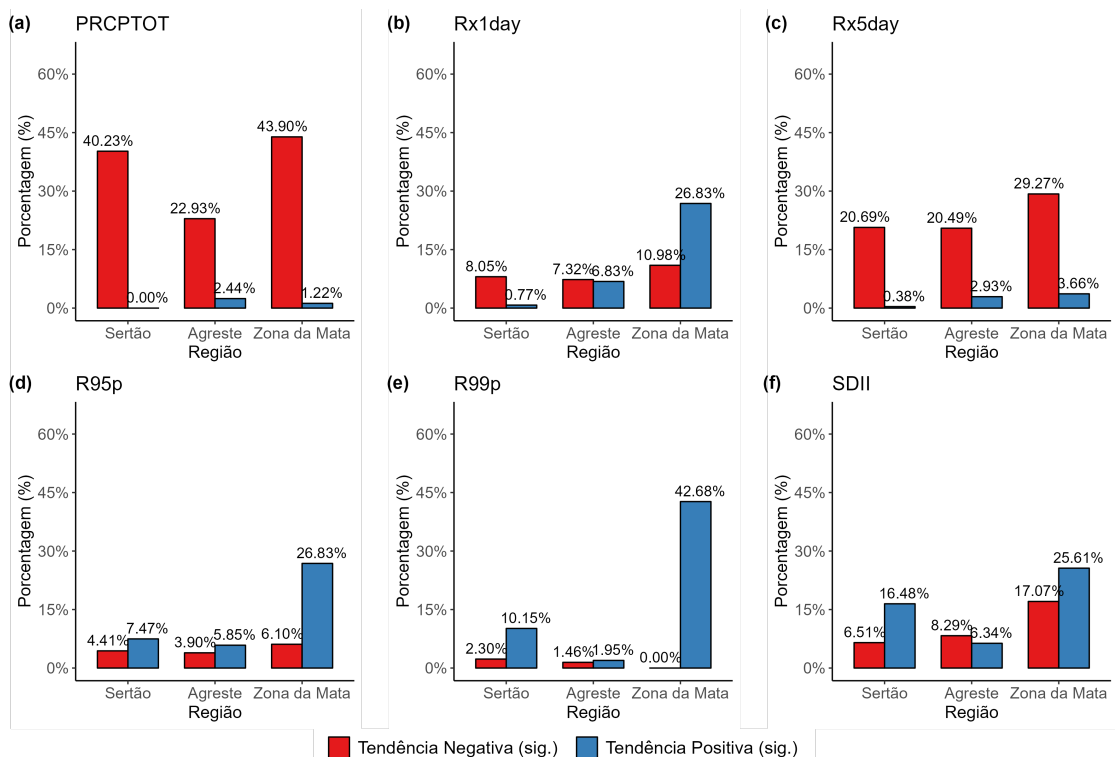 (a) PRCPTOT
Porcentagem (%)
60%
45%
30%
15%
0%
40.23%
0.00%
22.93%
2.44%
43.90%
1.22%
Sertão Agreste Zona da Mata
Região
(b) Rx1day
Porcentagem (%)
60%
45%
30%
15%
0%
8.05%
0.77%
7.32%
6.83%
10.98%
26.83%
Sertão Agreste Zona da Mata
Região
(c) Rx5day
Porcentagem (%)
60%
45%
30%
15%
0%
20.69%
0.38%
20.49%
2.93%
29.27%
3.66%
Sertão Agreste Zona da Mata
Região
(d) R95p
Porcentagem (%)
60%
45%
30%
15%
0%
4.41%
7.47%
3.90%
5.85%
6.10%
26.83%
Sertão Agreste Zona da Mata
Região
(e) R99p
Porcentagem (%)
60%
45%
30%
15%
0%
2.30%
10.15%
1.46%
1.95%
0.00%
42.68%
Sertão Agreste Zona da Mata
Região
(f) SDII
Porcentagem (%)
60%
45%
30%
15%
0%
6.51%
16.48%
8.29%
6.34%
17.07%
25.61%
Sertão Agreste Zona da Mata
Região
Tendência Negativa (sig.) Tendência Positiva (sig.)